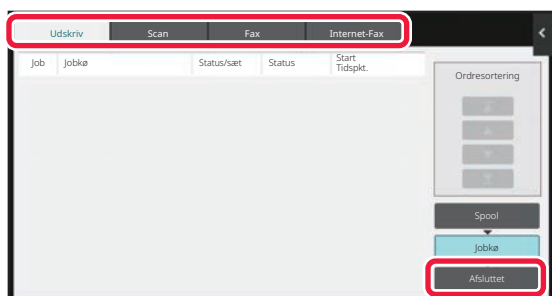 Udskriv Scan Fax Internet-Fax
Job Jobkø Status/sæt Status Start Tidspkt.
Ordresortering
Spool
Jobkø
Afsluttet